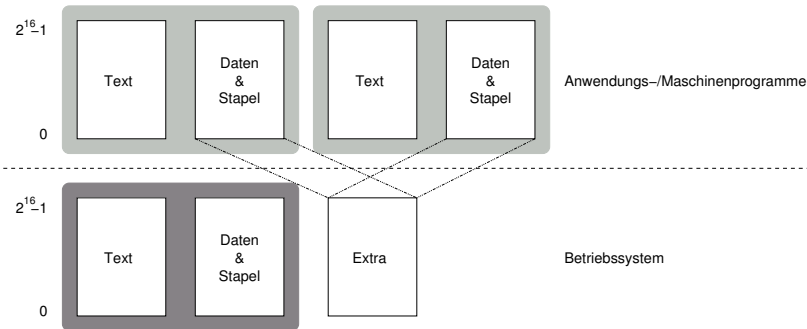 2^16–1
Text
Daten
&
Stapel
Text
Daten
&
Stapel
Anwendungs–/Maschinenprogramme
0
2^16–1
Text
Daten
&
Stapel
Extra
Betriebssystem
0